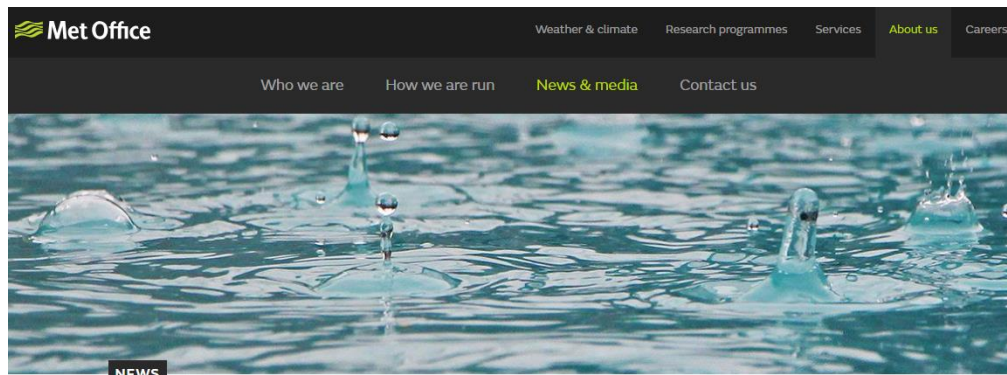 Met Office
Weather & climate Research programmes Services About us Careers
Who we are How we are run News & media Contact us
NEWS